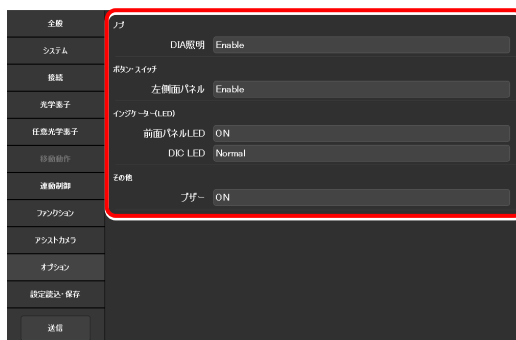 全般
システム
接続
光学素子
任意光学素子
移動動作
連動制御
ファンクション
アシストカメラ
オプション
設定読込・保存
送信
ノブ
DIA照明 Enable
ボタン・スイッチ
左側面パネル Enable
インジケーター(LED)
前面パネルLED ON
DIC LED Normal
その他
ブザー ON